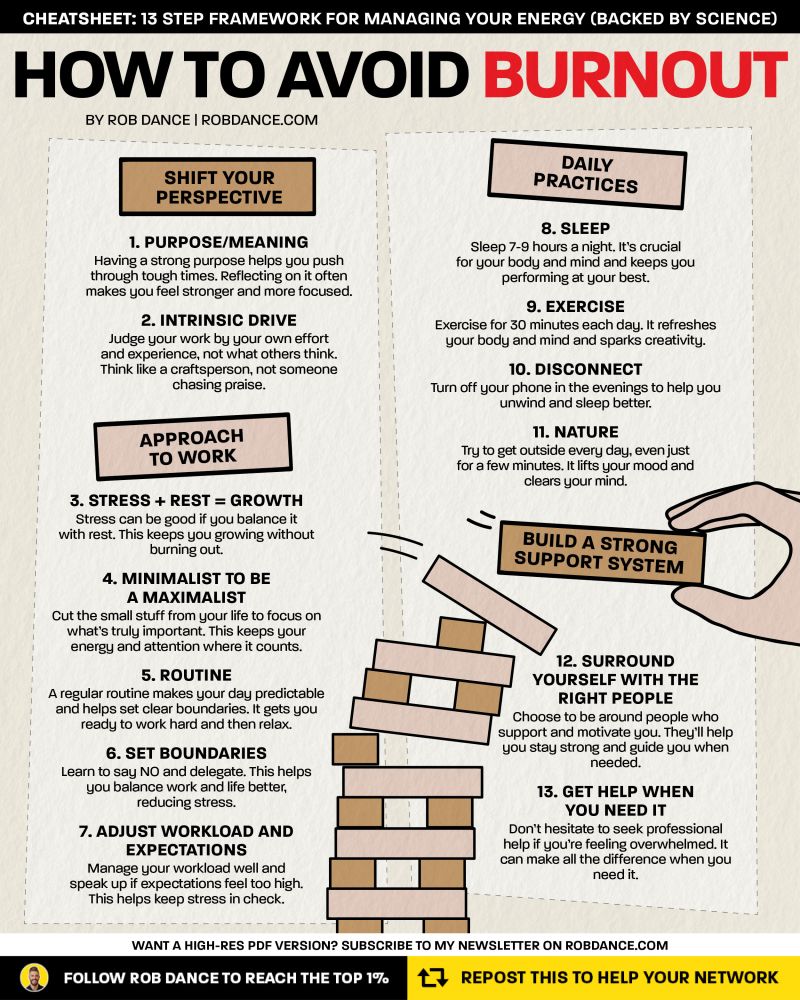 CHEATSHEET: 13 STEP FRAMEWORK FOR MANAGING YOUR ENERGY (BACKED BY SCIENCE)
HOW TO AVOID BURNOUT
BY ROB DANCE | ROBDANCE.COM
SHIFT YOUR
PERSPECTIVE
1. PURPOSE/MEANING
Having a strong purpose helps you push
through tough times. Reflecting on it often
makes you feel stronger and more focused.
2. INTRINSIC DRIVE
Judge your work by your own effort
and experience, not what others think.
Think like a craftsperson, not someone
chasing praise.
APPROACH
TO WORK
3. STRESS + REST = GROWTH
Stress can be good if you balance it
with rest. This keeps you growing without
burning out.
4. MINIMALIST TO BE
A MAXIMALIST
Cut the small stuff from your life to focus on
what's truly important. This keeps your
energy and attention where it counts.
5. ROUTINE
A regular routine makes your day predictable
and helps set clear boundaries. It gets you
ready to work hard and then relax.
6. SET BOUNDARIES
Learn to say NO and delegate. This helps
you balance work and life better,
reducing stress.
7. ADJUST WORKLOAD AND
EXPECTATIONS
Manage your workload well and
speak up if expectations feel too high.
This helps keep stress in check.
DAILY
PRACTICES
8. SLEEP
Sleep 7-9 hours a night. It's crucial
for your body and mind and keeps you
performing at your best.
9. EXERCISE
Exercise for 30 minutes each day. It refreshes
your body and mind and sparks creativity.
10. DISCONNECT
Turn off your phone in the evenings to help you
unwind and sleep better.
11. NATURE
Try to get outside every day, even just
for a few minutes. It lifts your mood and
clears your mind.
BUILD A STRONG
SUPPORT SYSTEM
12. SURROUND
YOURSELF WITH THE
RIGHT PEOPLE
Choose to be around people who
support and motivate you. They'll help
you stay strong and guide you when
needed.
13. GET HELP WHEN
YOU NEED IT
Don't hesitate to seek professional
help if you're feeling overwhelmed. It
can make all the difference when you
need it.
WANT A HIGH-RES PDF VERSION? SUBSCRIBE TO MY NEWSLETTER ON ROBDANCE.COM
FOLLOW ROB DANCE TO REACH THE TOP 1%
REPOST THIS TO HELP YOUR NETWORK